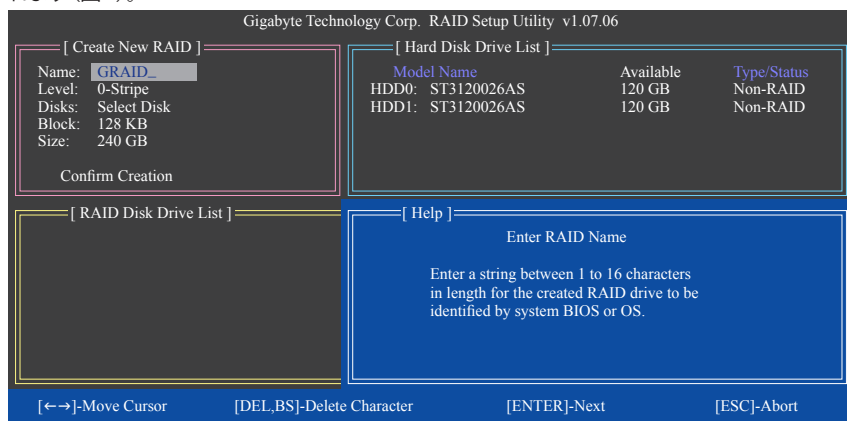 Gigabyte Technology Corp. RAID Setup Utility v1.07.06
[ Create New RAID ]
Name: GRAID_
Level: 0-Stripe
Disks: Select Disk
Block: 128 KB
Size: 240 GB
Confirm Creation
[ Hard Disk Drive List ]
Model Name Available Type/Status
HDD0: ST3120026AS 120 GB Non-RAID
HDD1: ST3120026AS 120 GB Non-RAID
[ RAID Disk Drive List ]
[ Help ]
Enter RAID Name
Enter a string between 1 to 16 characters
in length for the created RAID drive to be
identified by system BIOS or OS.
[←→]-Move Cursor [DEL,BS]-Delete Character [ENTER]-Next [ESC]-Abort